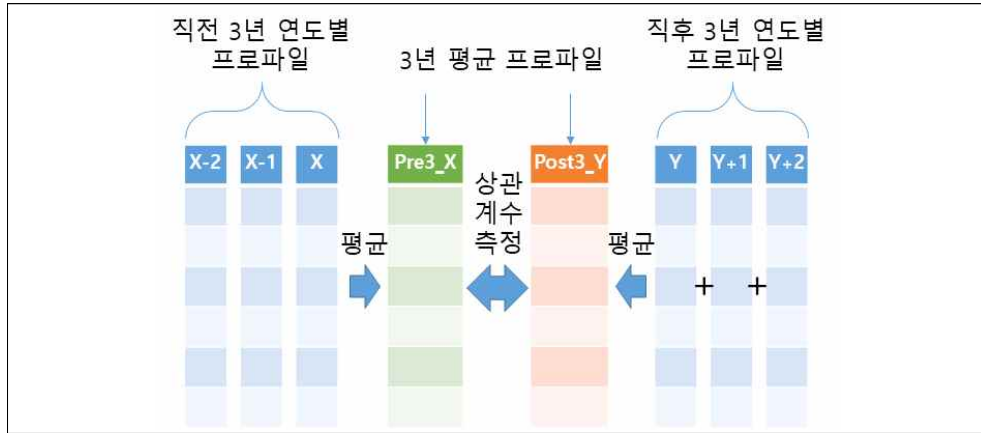 직전 3년 연도별
프로파일
3년 평균 프로파일
직후 3년 연도별
프로파일
X-2 X-1 X
Pre3_X
Post3_Y
Y Y+1 Y+2
상관
계수
측정
평균
평균
+ +